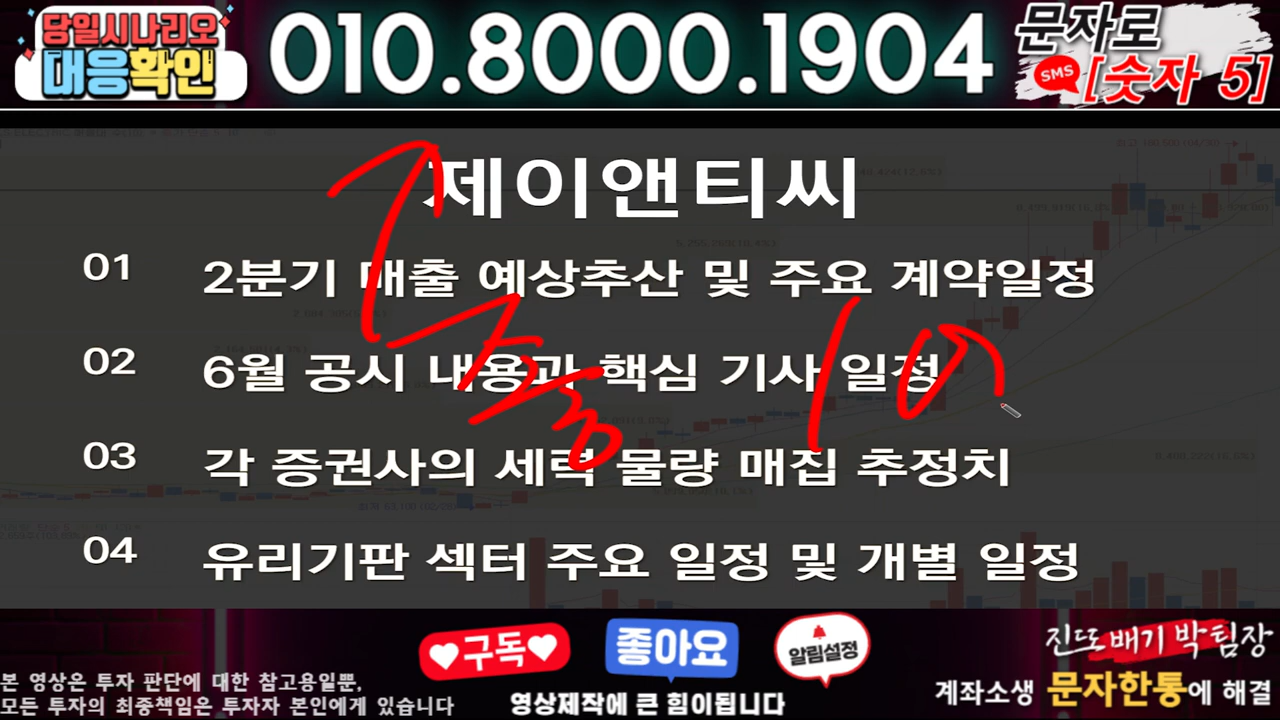 당일시나리오
대응확인
010.8000.1904
문자로
SMS
[숫자 5]
제이앤티씨
01 2분기 매출 예상추산 및 주요 계약일정
02 6월 공시 내용과 핵심 기사 일정
03 각 증권사의 세력 물량 매집 추정치
04 유리기판 섹터 주요 일정 및 개별 일정
구독
좋아요
알림설정
영상제작에 큰 힘이됩니다
본 영상은 투자 판단에 대한 참고용일뿐,
모든 투자의 최종책임은 투자자 본인에게 있습니다
진또배기 박팀장
계좌소생 문자한통에 해결